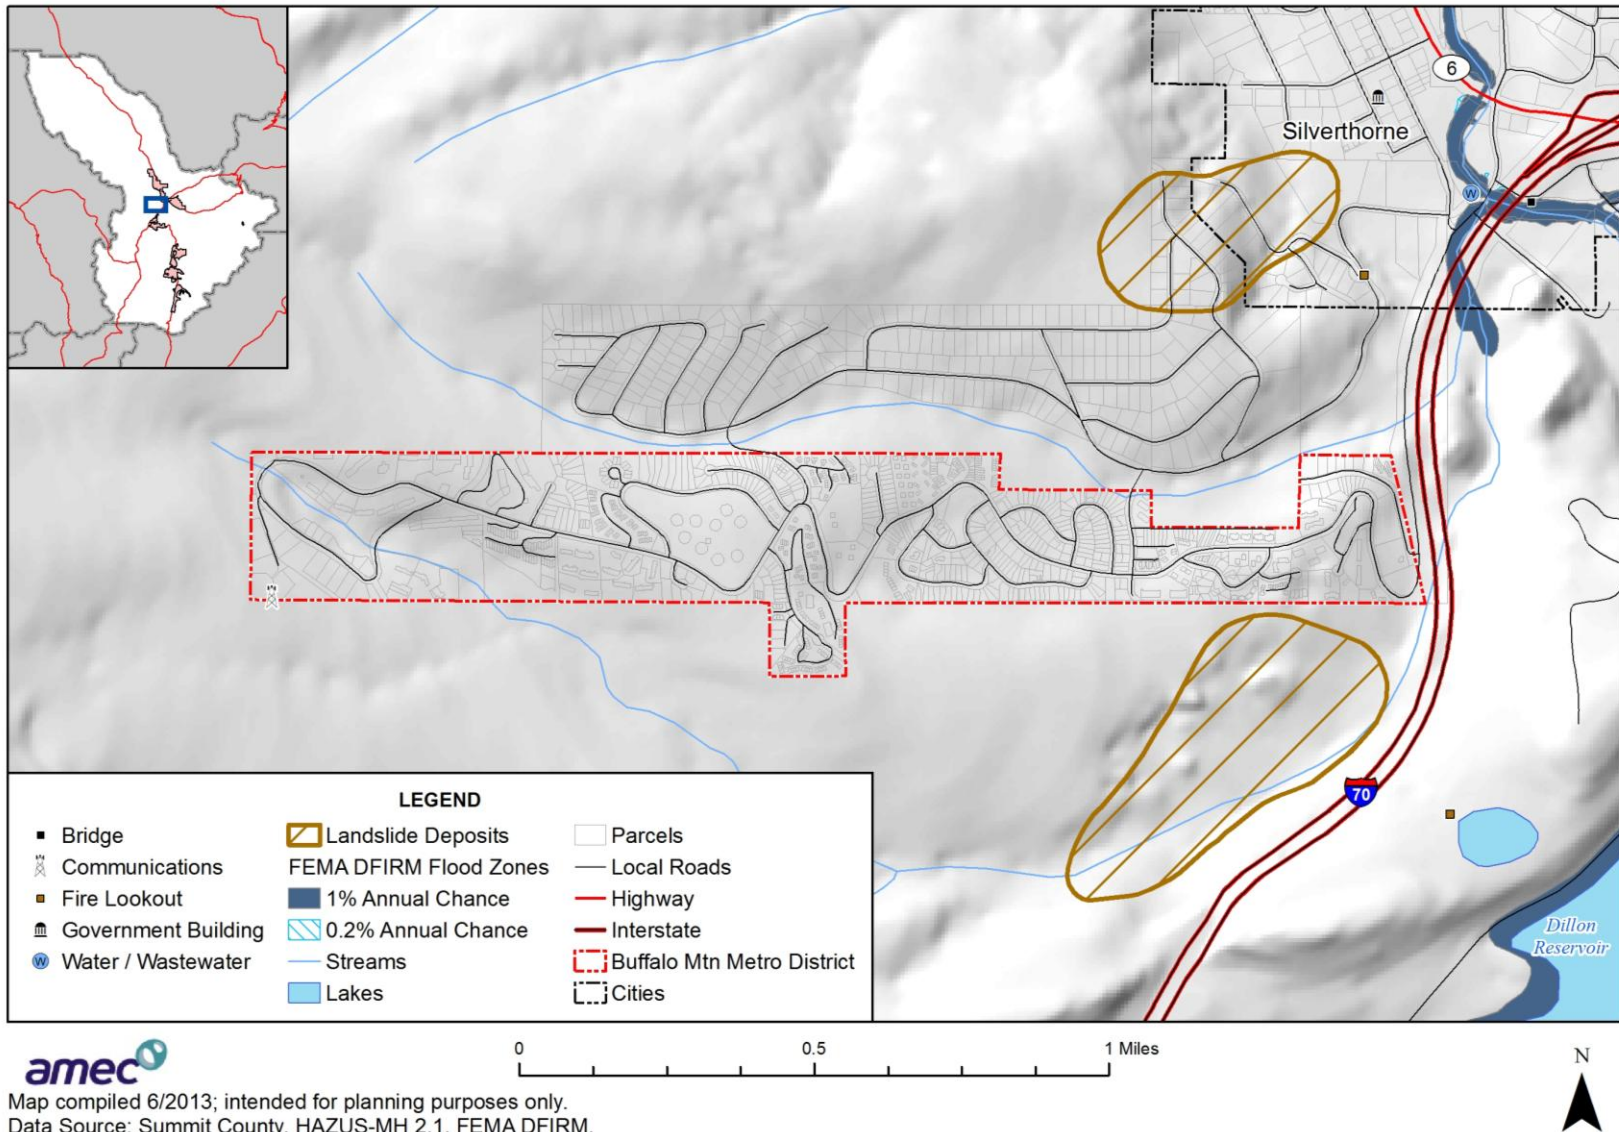 6
Silverthorne
W
70
Dillon
Reservoir
LEGEND
Bridge
Communications
Fire Lookout
Government Building
Water / Wastewater
W
Landslide Deposits
FEMA DFIRM Flood Zones
1% Annual Chance
0.2% Annual Chance
Streams
Lakes
Parcels
Local Roads
Highway
Interstate
Buffalo Mtn Metro District
Cities
amec
0 0.5 1 Miles
N
Map compiled 6/2013; intended for planning purposes only.
Data Source: Summit County, HAZUS-MH 2.1, FEMA DFIRM.